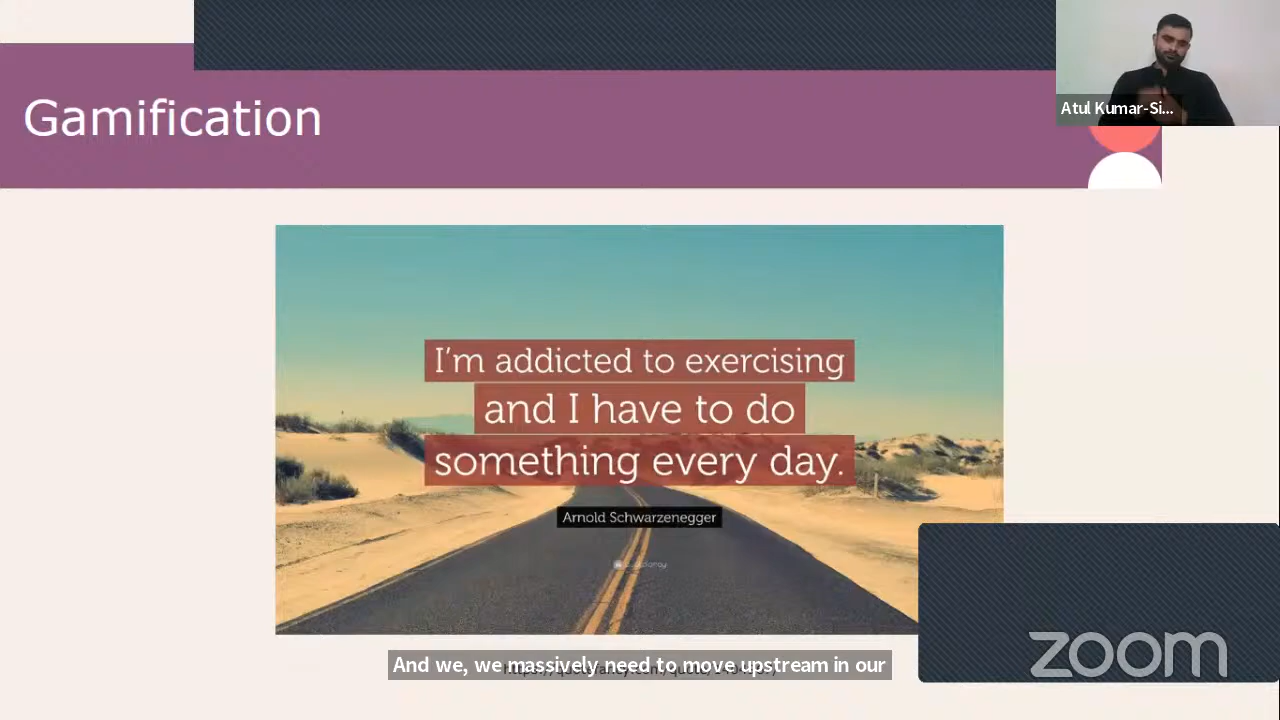 Gamification
Atul Kumar-Si...
I'm addicted to exercising
and I have to do
something every day.
Arnold Schwarzenegger
And we, we massively need to move upstream in our
zoom